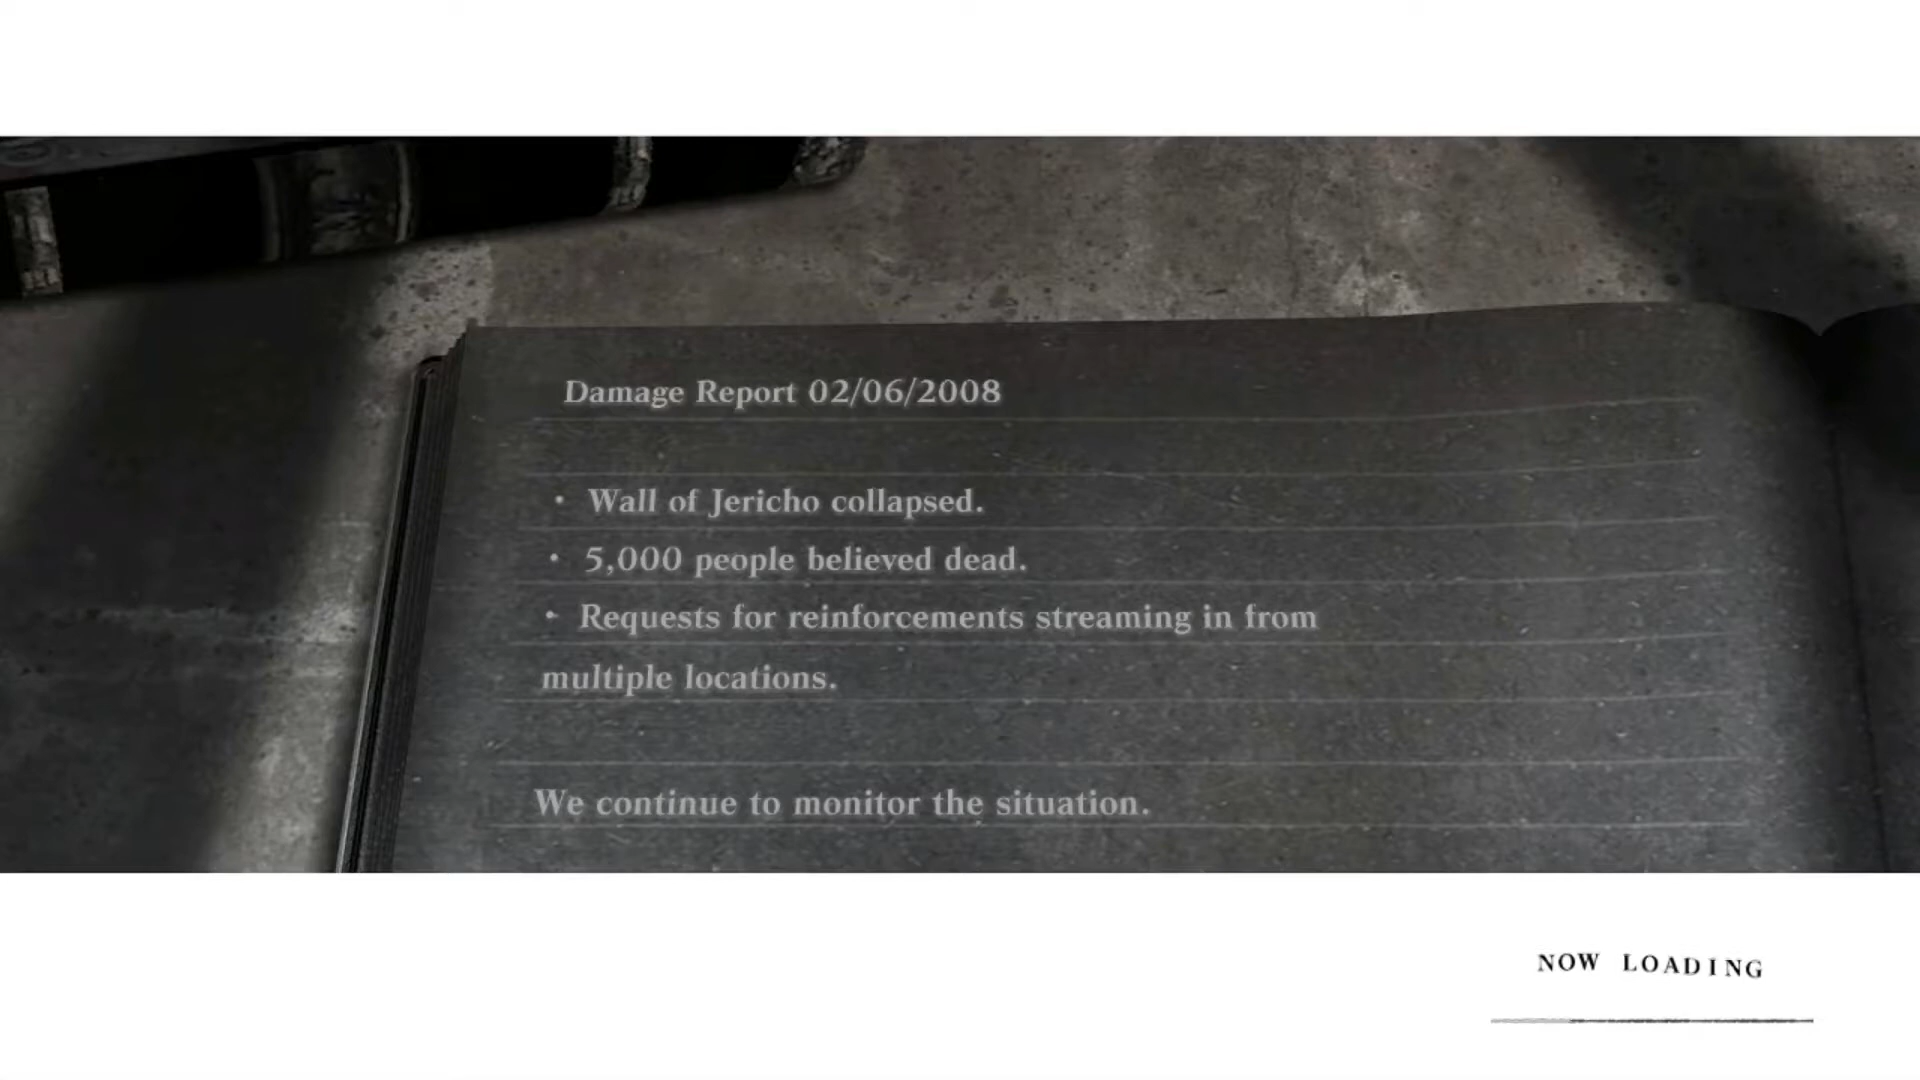 Damage Report 02/06/2008
• Wall of Jericho collapsed.
• 5,000 people believed dead.
• Requests for reinforcements streaming in from
multiple locations.
We continue to monitor the situation.
NOW LOADING